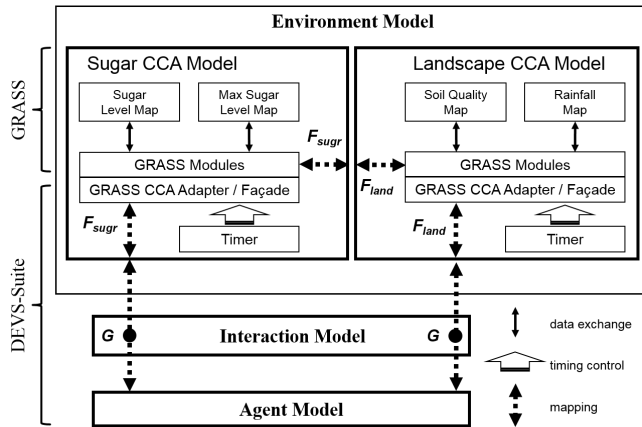 Environment Model
GRASS
DEVS-Suite
Sugar CCA Model
Sugar
Level Map
Max Sugar
Level Map
GRASS Modules
GRASS CCA Adapter / Façade
F_sugr
F_sugr
Timer
Landscape CCA Model
Soil Quality
Map
Rainfall
Map
GRASS Modules
GRASS CCA Adapter / Façade
F_land
F_land
Timer
G
Interaction Model
G
Agent Model
data exchange
timing control
mapping